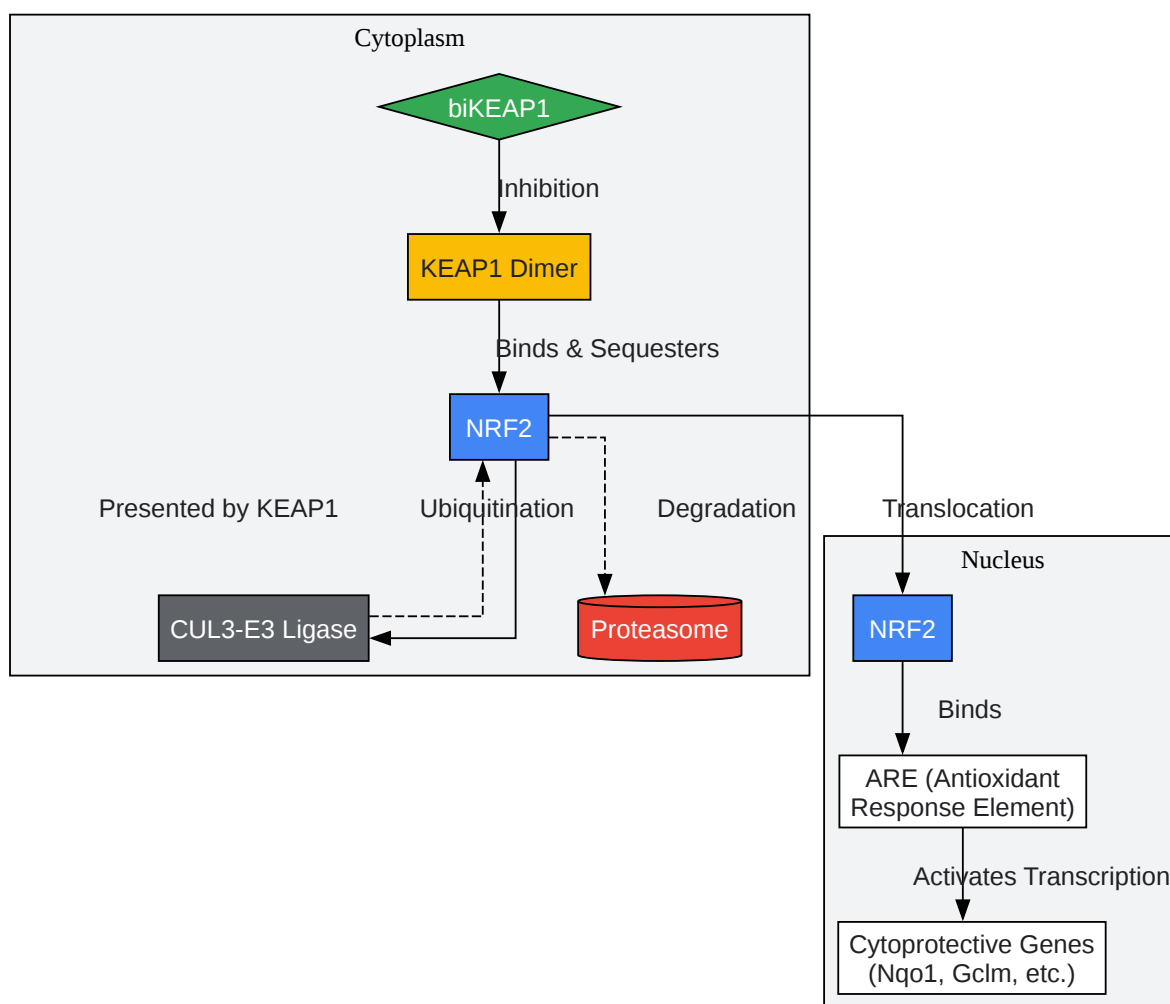 Cytoplasm
biKEAP1
Inhibition
KEAP1 Dimer
Binds & Sequesters
NRF2
Presented by KEAP1
Ubiquitination
Degradation
Translocation
CUL3-E3 Ligase
Proteasome
Nucleus
NRF2
Binds
ARE (Antioxidant
Response Element)
Activates Transcription
Cytoprotective Genes
(Nqo1, Gclm, etc.)